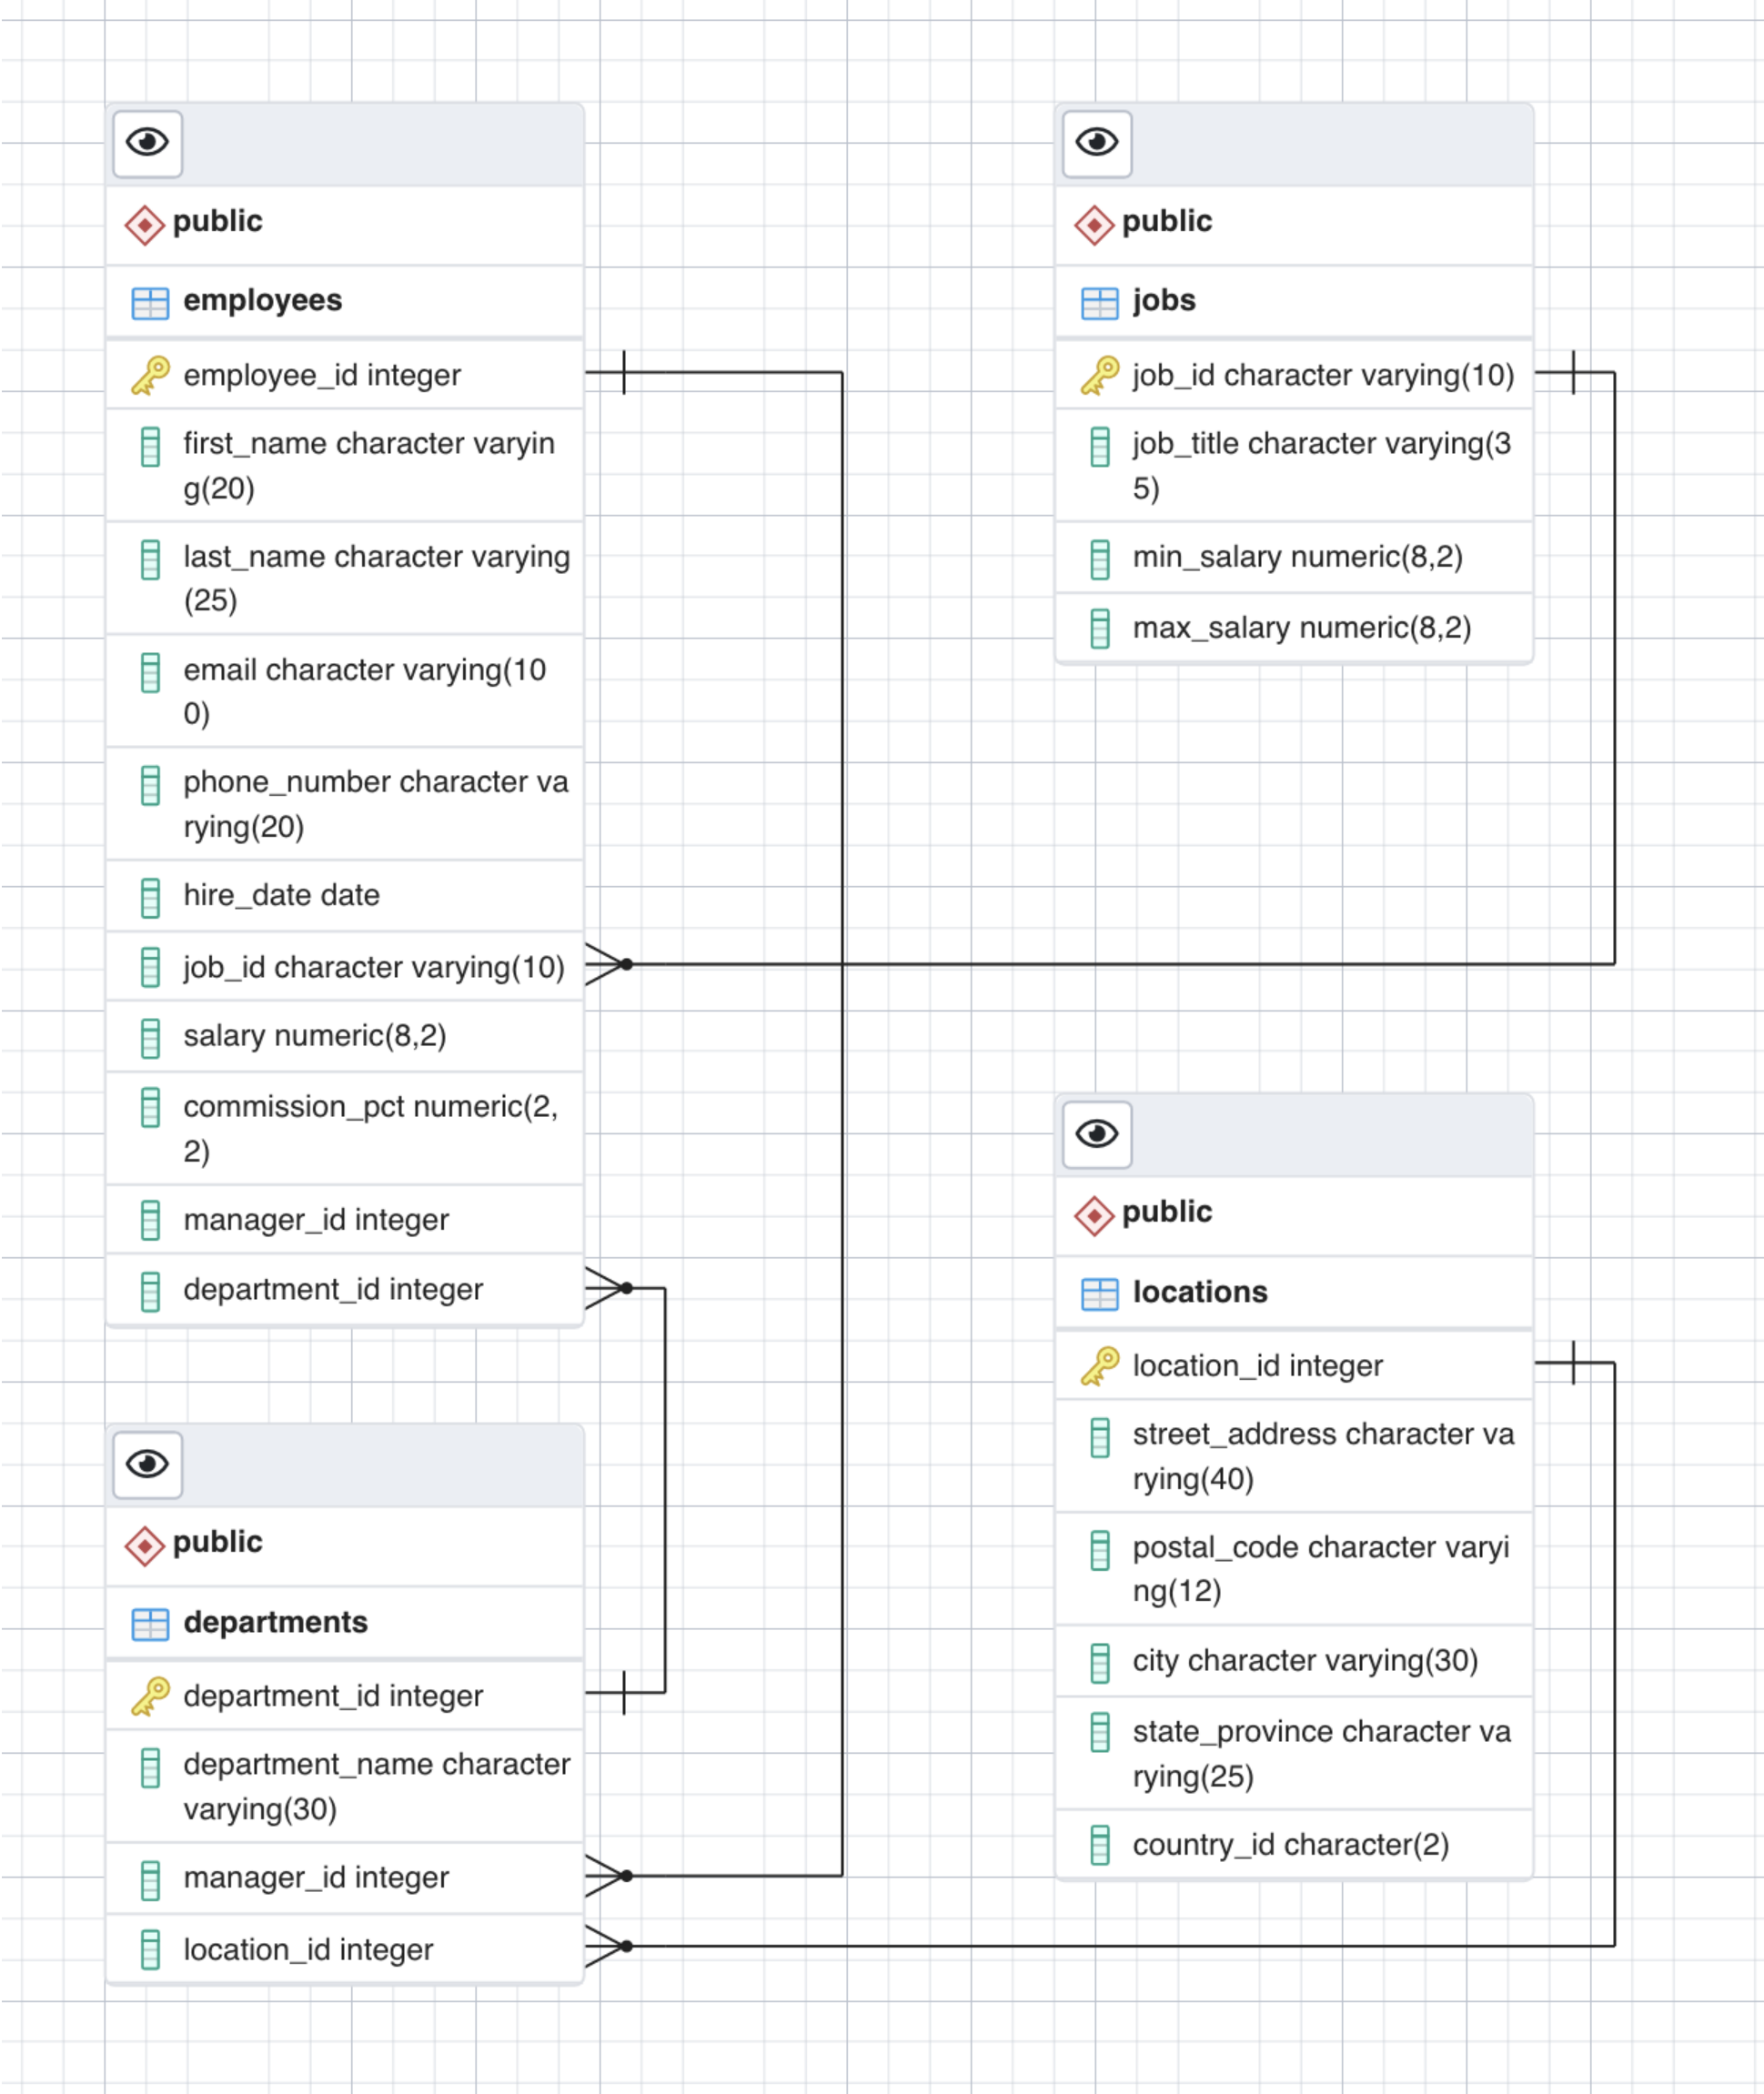 public
employees
employee_id integer
first_name character varyin
g(20)
last_name character varying
(25)
email character varying(10
0)
phone_number character va
rying(20)
hire_date date
job_id character varying(10)
salary numeric(8,2)
commission_pct numeric(2,
2)
manager_id integer
department_id integer
public
departments
department_id integer
department_name character
varying(30)
manager_id integer
location_id integer
public
jobs
job_id character varying(10)
job_title character varying(3
5)
min_salary numeric(8,2)
max_salary numeric(8,2)
public
locations
location_id integer
street_address character va
rying(40)
postal_code character varyi
ng(12)
city character varying(30)
state_province character va
rying(25)
country_id character(2)